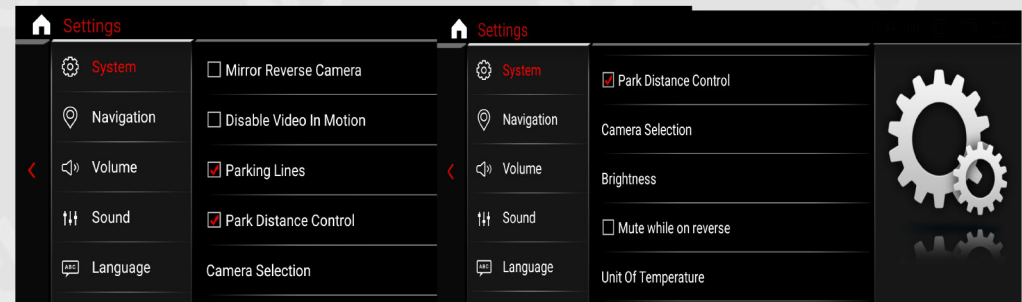 Settings
System
Navigation
Volume
Sound
ABC Language
Mirror Reverse Camera
Disable Video In Motion
Parking Lines
Park Distance Control
Camera Selection
Settings
System
Navigation
Volume
Sound
ABC Language
Park Distance Control
Camera Selection
Brightness
Mute while on reverse
Unit Of Temperature